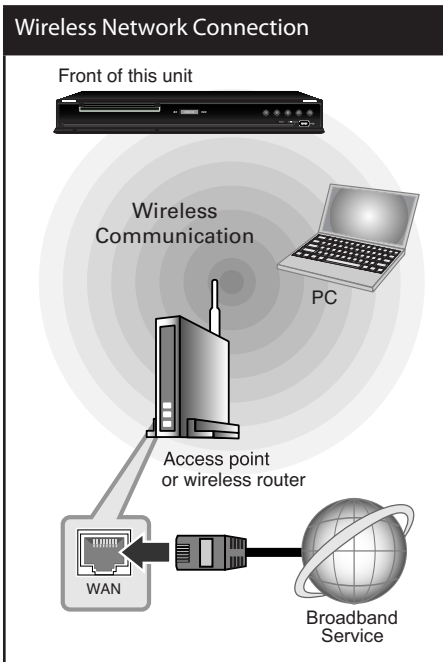 Wireless Network Connection
Front of this unit
Wireless
Communication
PC
Access point
or wireless router
WAN
Broadband
Service